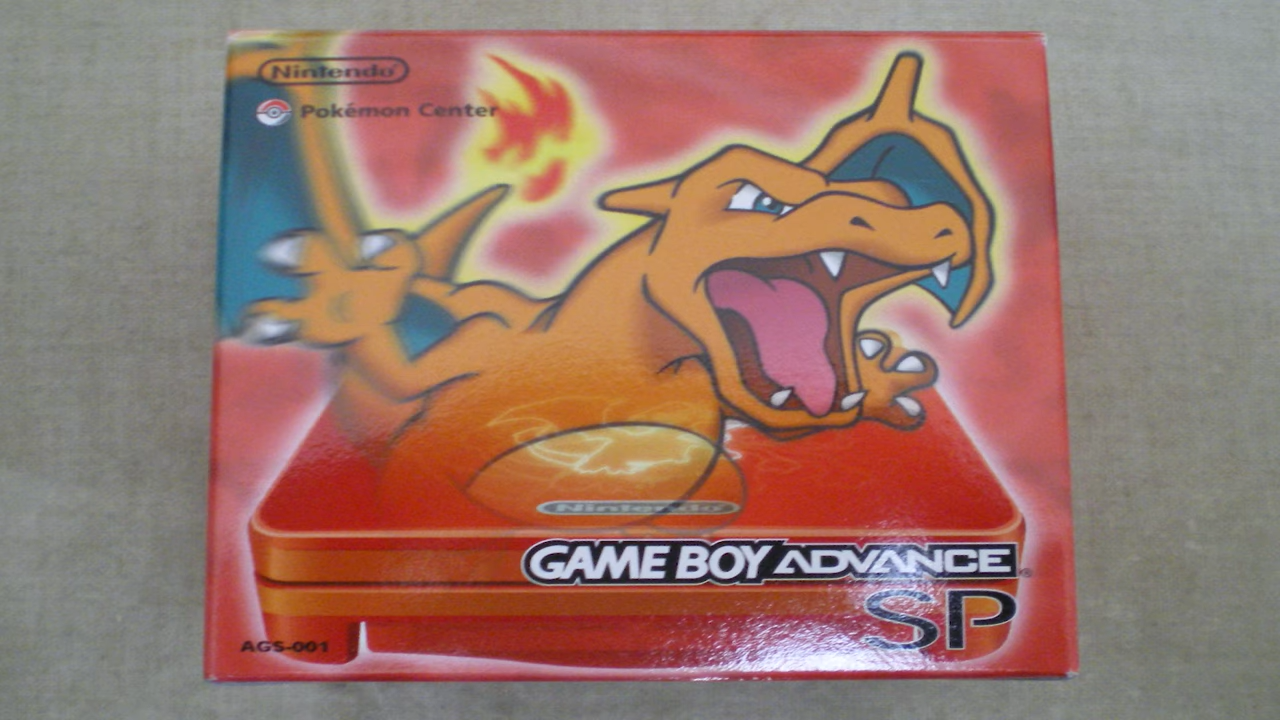 Nintendo®
Pokémon Center
Nintendo®
GAME BOY ADVANCE®
SP
AGS-001